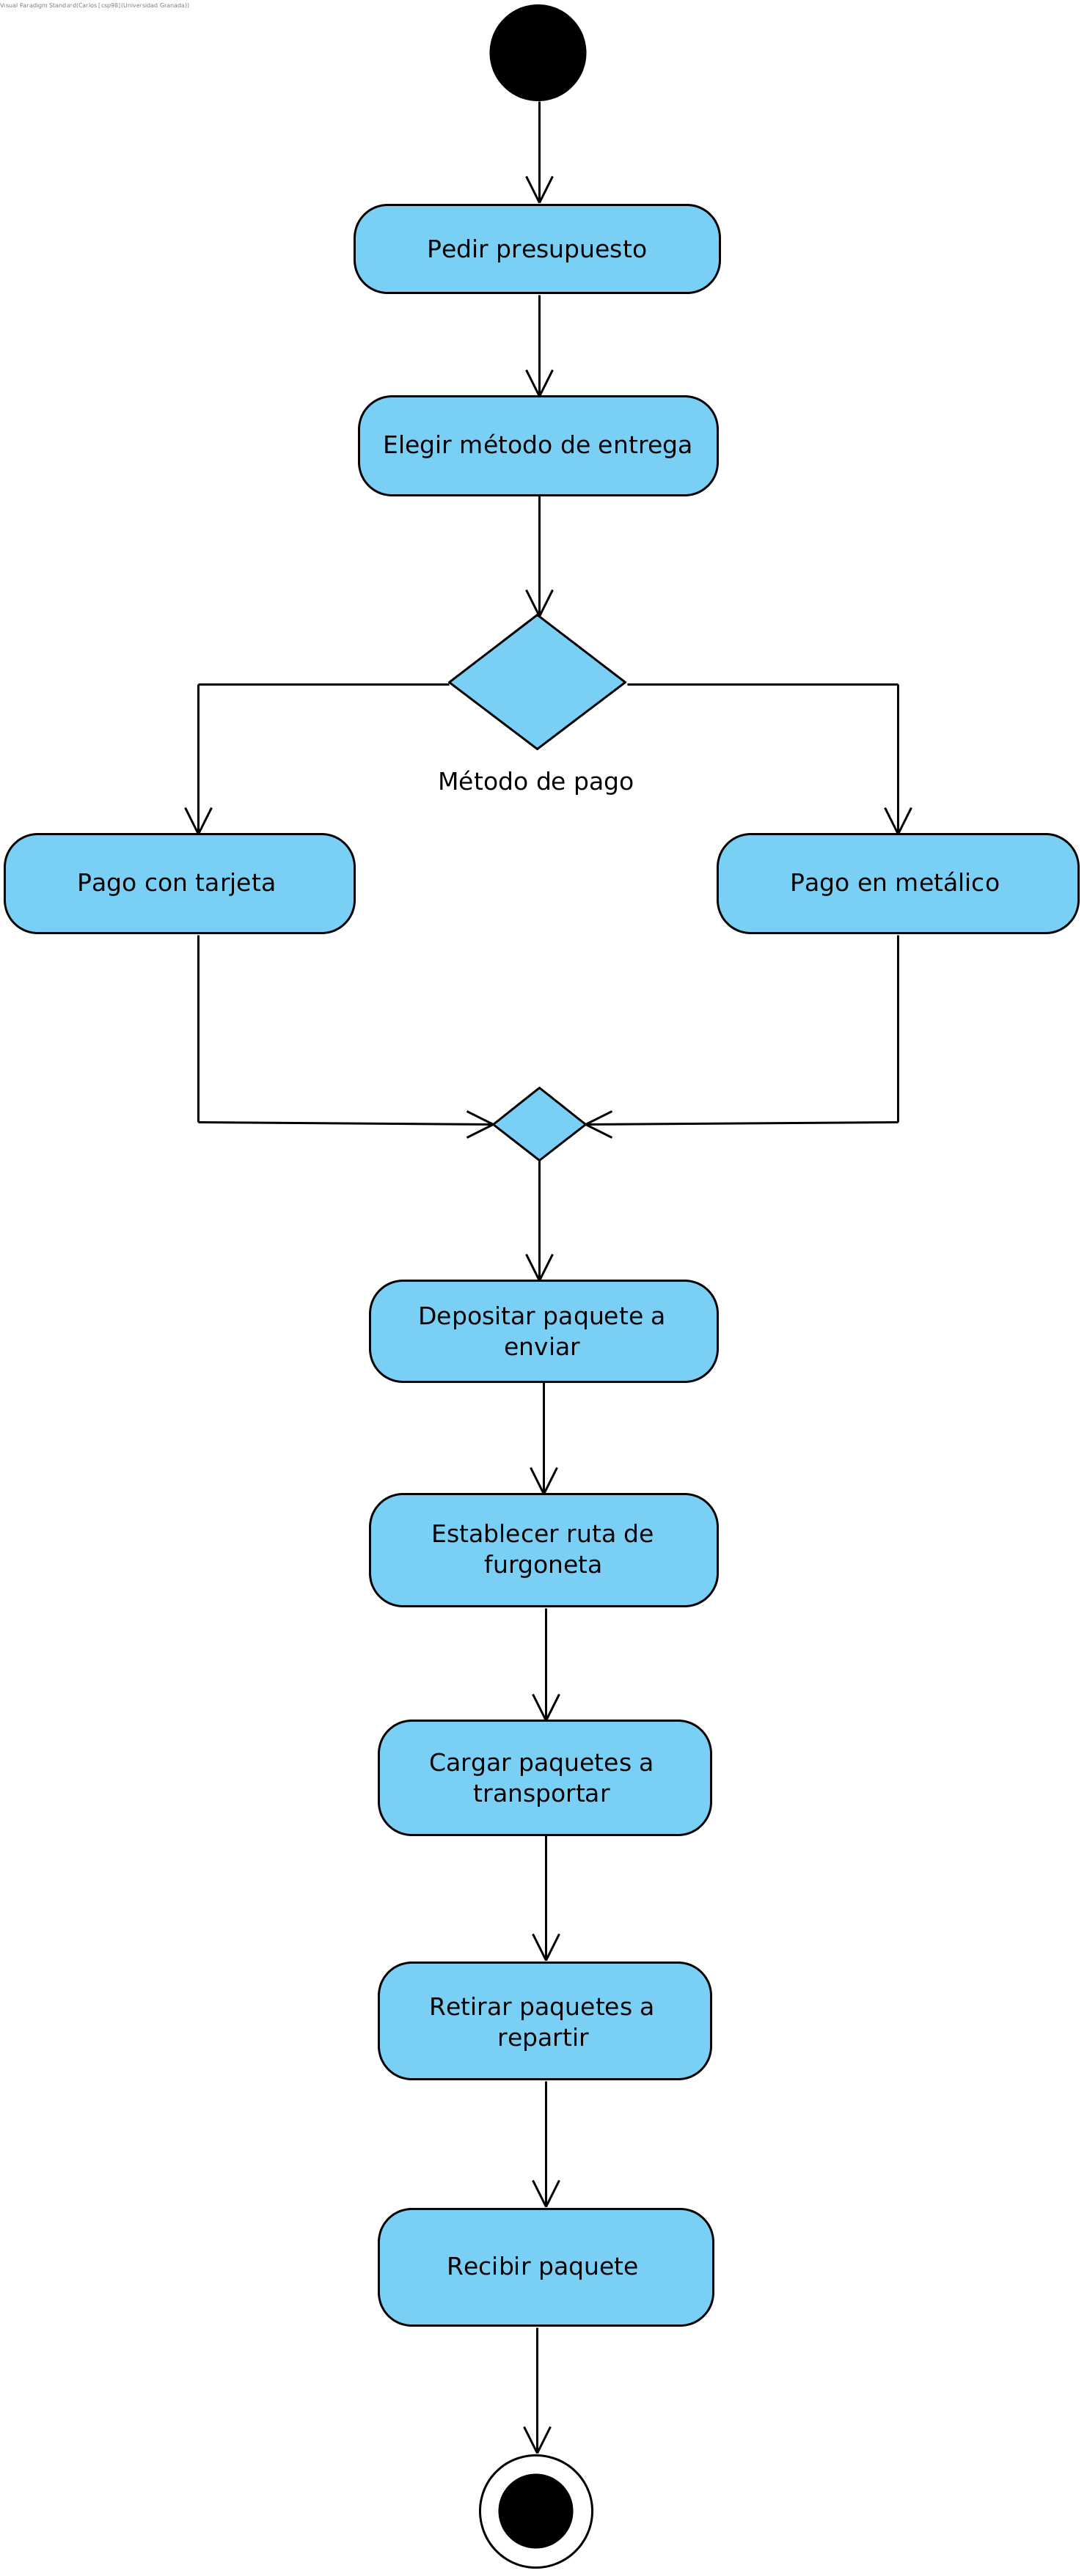 Visual Paradigm Standard(Carlos[csp98](Universidad Granada))
Pedir presupuesto
Elegir método de entrega
Método de pago
Pago con tarjeta
Pago en metálico
Depositar paquete a
enviar
Establecer ruta de
furgoneta
Cargar paquetes a
transportar
Retirar paquetes a
repartir
Recibir paquete